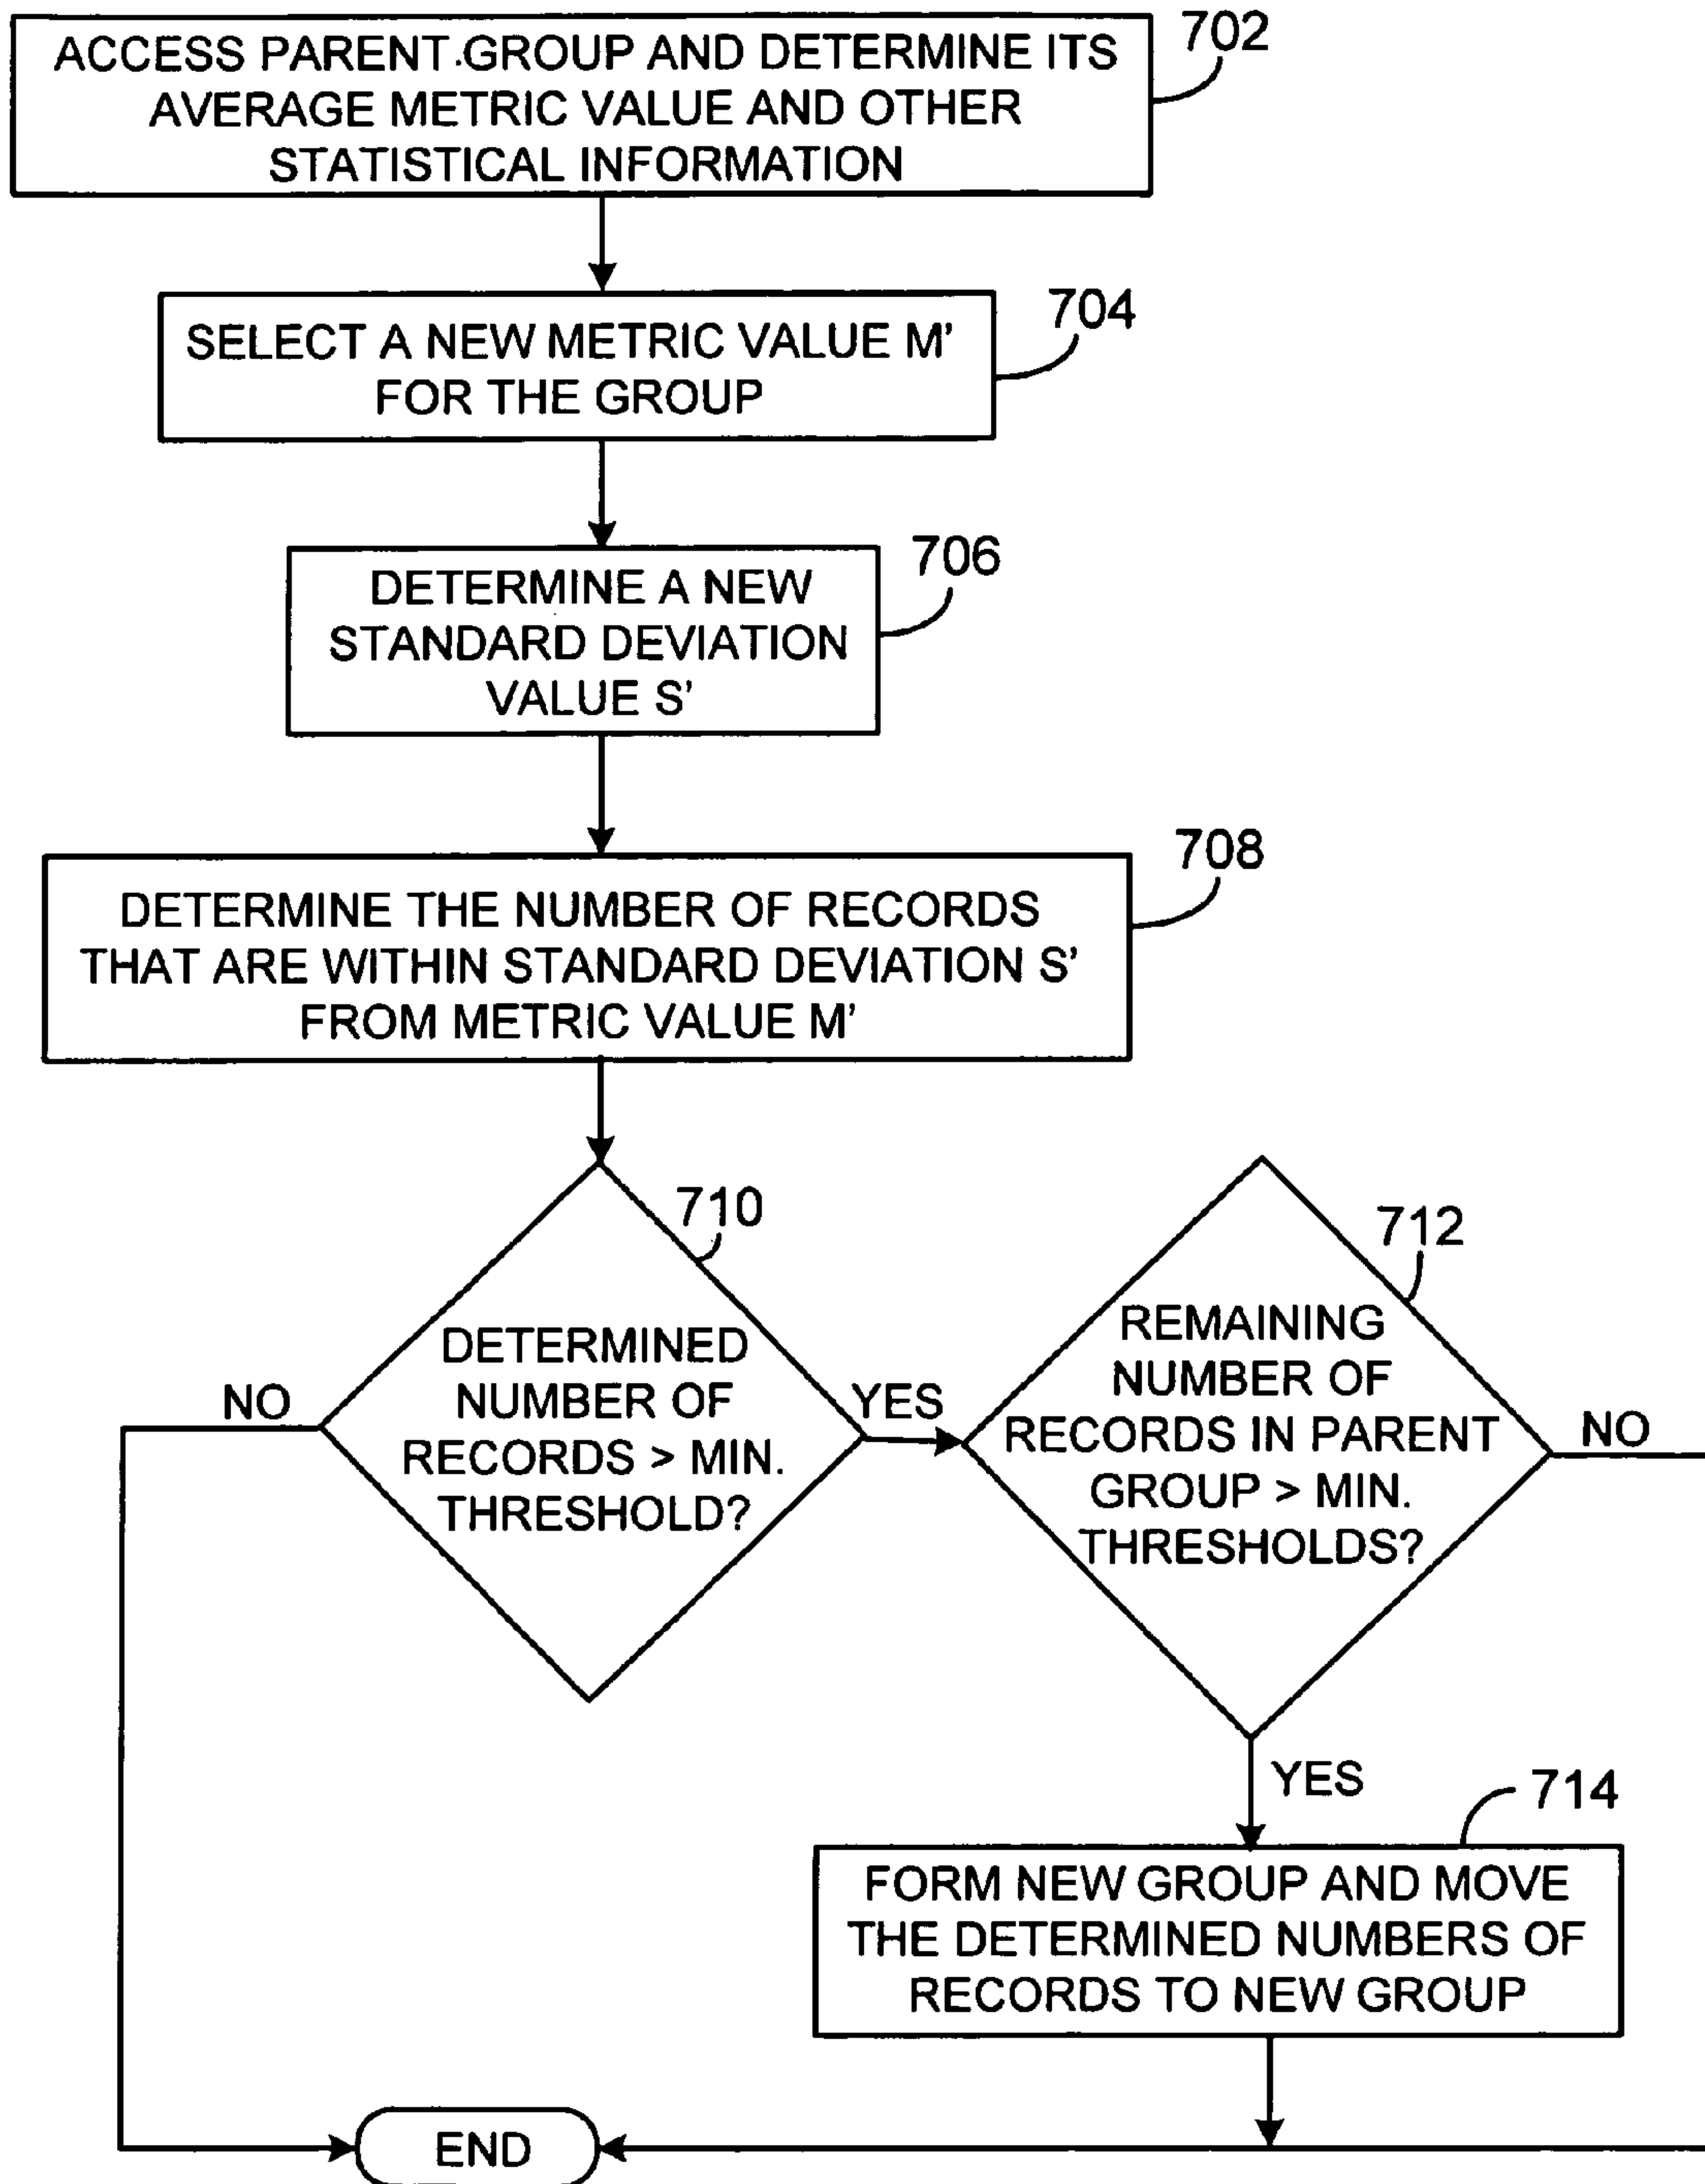 702
ACCESS PARENT GROUP AND DETERMINE ITS
AVERAGE METRIC VALUE AND OTHER
STATISTICAL INFORMATION
704
SELECT A NEW METRIC VALUE M'
FOR THE GROUP
706
DETERMINE A NEW
STANDARD DEVIATION
VALUE S'
708
DETERMINE THE NUMBER OF RECORDS
THAT ARE WITHIN STANDARD DEVIATION S'
FROM METRIC VALUE M'
710
DETERMINED
NUMBER OF
RECORDS > MIN.
THRESHOLD?
NO
YES
712
REMAINING
NUMBER OF
RECORDS IN PARENT
GROUP > MIN.
THRESHOLDS?
NO
YES
714
FORM NEW GROUP AND MOVE
THE DETERMINED NUMBERS OF
RECORDS TO NEW GROUP
END